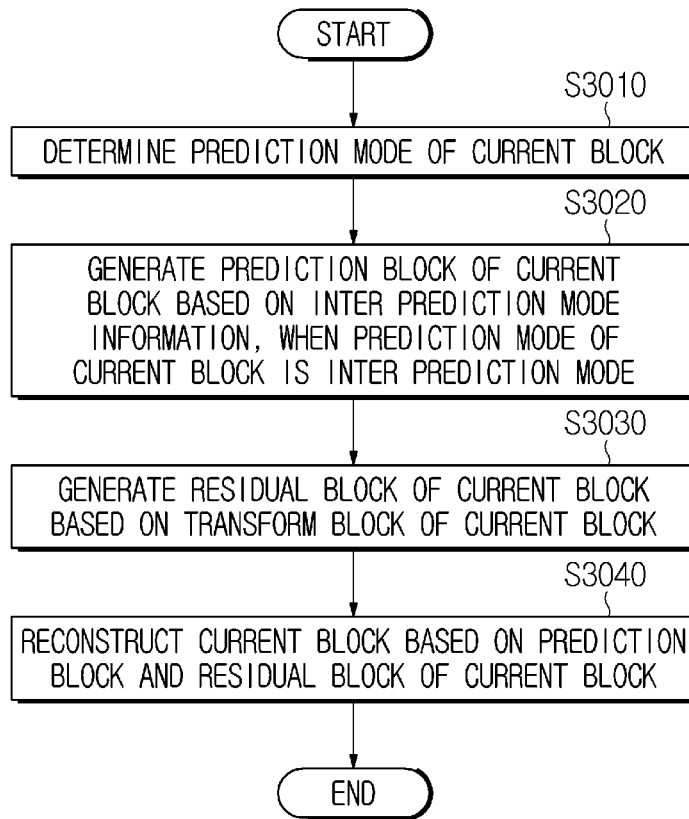 START
S3010
DETERMINE PREDICTION MODE OF CURRENT BLOCK
S3020
GENERATE PREDICTION BLOCK OF CURRENT
BLOCK BASED ON INTER PREDICTION MODE
INFORMATION, WHEN PREDICTION MODE OF
CURRENT BLOCK IS INTER PREDICTION MODE
S3030
GENERATE RESIDUAL BLOCK OF CURRENT BLOCK
BASED ON TRANSFORM BLOCK OF CURRENT BLOCK
S3040
RECONSTRUCT CURRENT BLOCK BASED ON PREDICTION
BLOCK AND RESIDUAL BLOCK OF CURRENT BLOCK
END